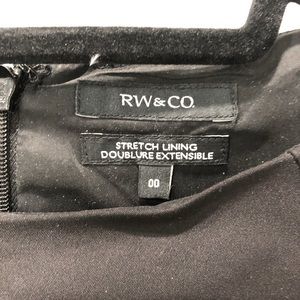 RW&CO.
STRETCH LINING
DOUBLURE EXTENSIBLE
00